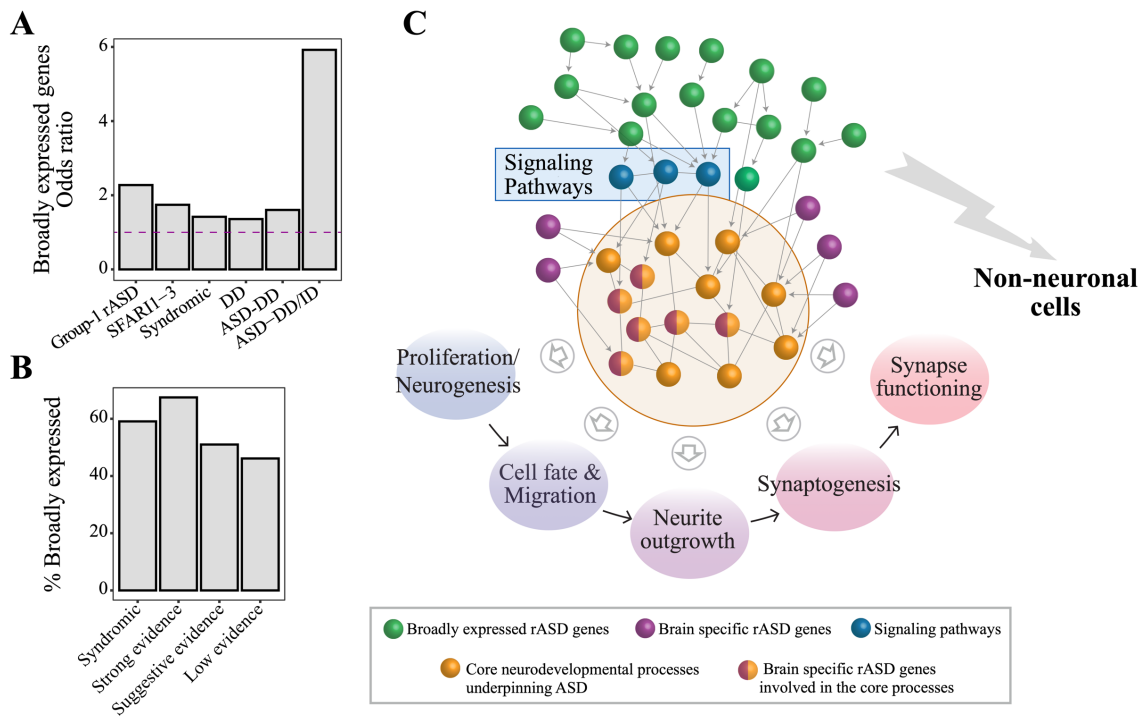 A
Broadly expressed genes
Odds ratio
6
4
2
0
Group-1 rASD
SFARI1-3
Syndromic
DD
ASD-DD
ASD-DD/ID
B
% Broadly expressed
60
40
20
0
Syndromic
Strong evidence
Suggestive evidence
Low evidence
C
Signaling
Pathways
Non-neuronal
cells
Proliferation/
Neurogenesis
Cell fate &
Migration
Neurite
outgrowth
Synaptogenesis
Synapse
functioning
Broadly expressed rASD genes
Brain specific rASD genes
Signaling pathways
Core neurodevelopmental processes
underpinning ASD
Brain specific rASD genes
involved in the core processes